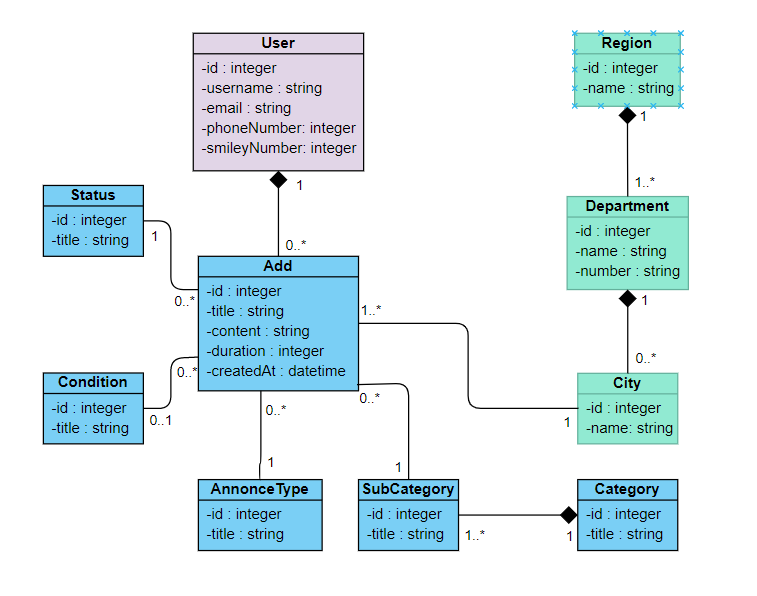 User
-id : integer
-username : string
-email : string
-phoneNumber: integer
-smileyNumber: integer
1
0..*
Region
-id : integer
-name : string
1
1..*
Department
-id : integer
-name : string
-number : string
1
0..*
Status
-id : integer
-title : string
1
0..*
Add
-id : integer
-title : string
-content : string
-duration : integer
-createdAt : datetime
1..*
1
0..*
Condition
-id : integer
-title : string
0..1
City
-id : integer
-name: string
0..*
1
0..*
1
AnnonceType
-id : integer
-title : string
SubCategory
-id : integer
-title : string
1..*
1
Category
-id : integer
-title : string